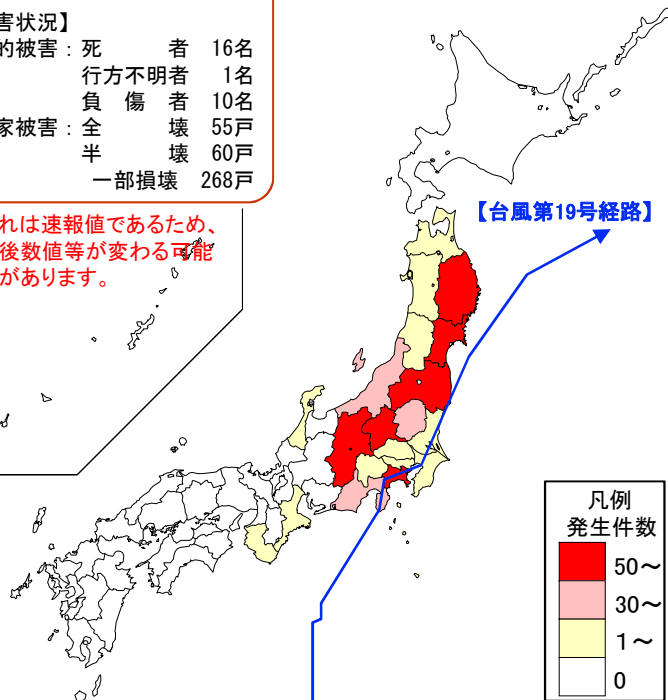 害状況】
的被害：死　　者　16名
行方不明者　1名
負　傷　者　10名
家被害：全　　壊　55戸
半　　壊　60戸
一部損壊　268戸
れは速報値であるため、
後数値等が変わる可能
があります。
【台風第19号経路】
凡例
発生件数
50～
30～
1～
0